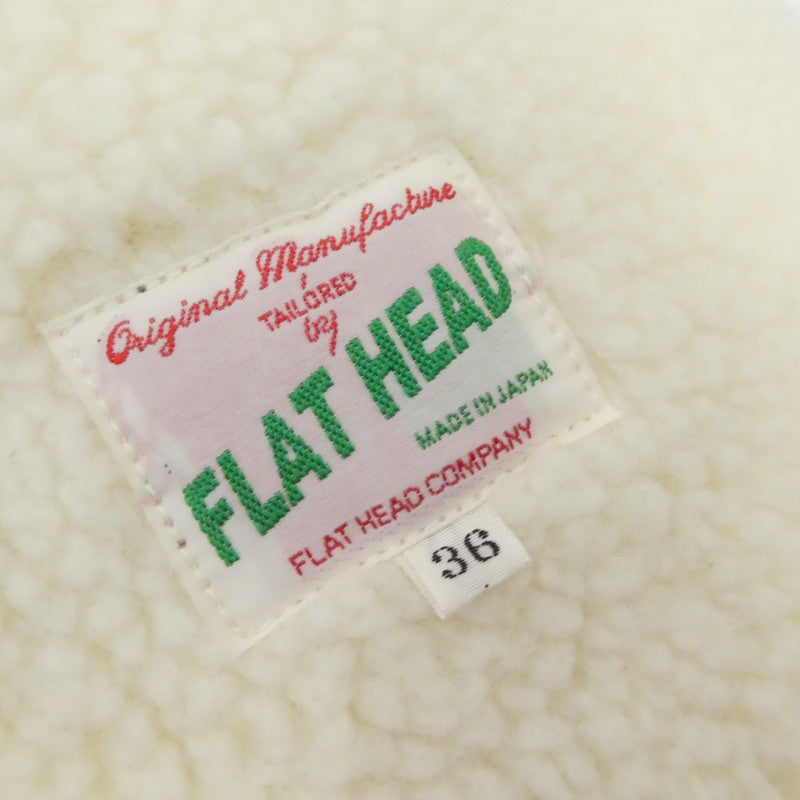 Original Manufacture
TAILORED
by
FLAT HEAD
MADE IN JAPAN
FLAT HEAD COMPANY
36